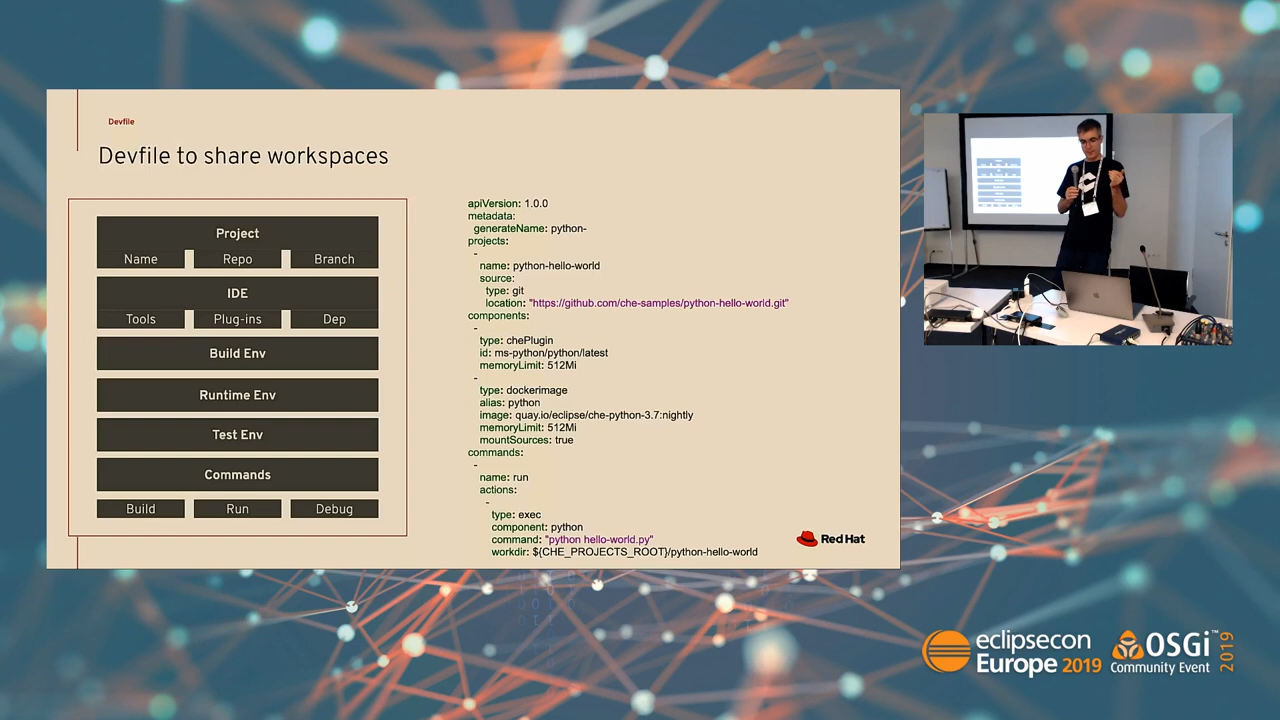 Devfile
Devfile to share workspaces
Project
Name Repo Branch
IDE
Tools Plug-ins Dep
Build Env
Runtime Env
Test Env
Commands
Build Run Debug
apiVersion: 1.0.0
metadata:
generateName: python-
projects:
-
name: python-hello-world
source:
type: git
location: "https://github.com/che-samples/python-hello-world.git"
components:
-
type: chePlugin
id: ms-python/python/latest
memoryLimit: 512Mi
-
type: dockerimage
alias: python
image: quay.io/eclipse/che-python-3.7:nightly
memoryLimit: 512Mi
mountSources: true
commands:
-
name: run
actions:
-
type: exec
component: python
command: "python hello-world.py"
workdir: ${CHE_PROJECTS_ROOT}/python-hello-world
Red Hat
eclipsecon
Europe 2019
OSGi™
Community Event
2019